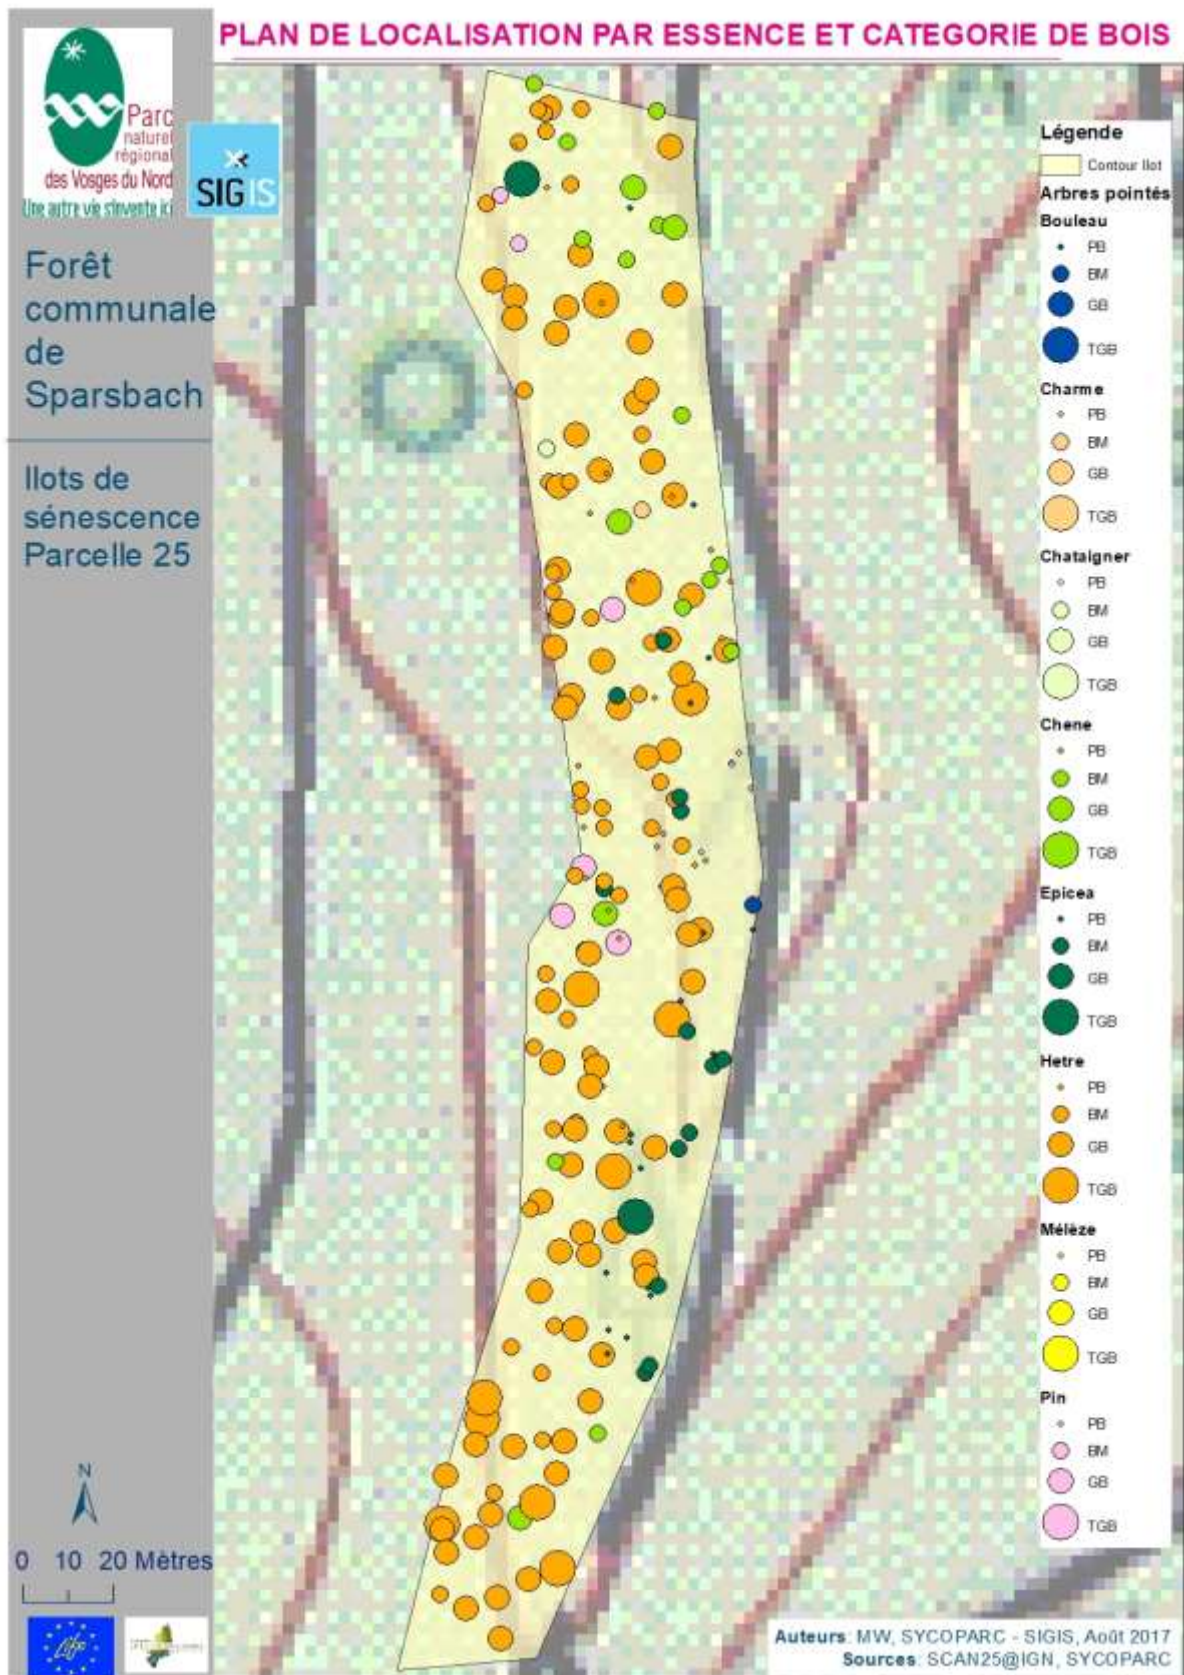 PLAN DE LOCALISATION PAR ESSENCE ET CATEGORIE DE BOIS
Parc
naturel
régional
des Vosges du Nord
Une autre vie s'invente ici
SIGIS
Forêt
communale
de
Sparsbach
Ilots de
sénescence
Parcelle 25
N
0 10 20 Mètres
Légende
Contour Ilot
Arbres pointés
Bouleau
PB
BM
GB
TGB
Charme
PB
BM
GB
TGB
Chataigner
PB
BM
GB
TGB
Chene
PB
BM
GB
TGB
Epicea
PB
BM
GB
TGB
Hetre
PB
BM
GB
TGB
Mélèze
PB
BM
GB
TGB
Pin
PB
BM
GB
TGB
Life
Auteurs: MW, SYCOPARC - SIGIS, Août 2017
Sources: SCAN25@IGN, SYCOPARC